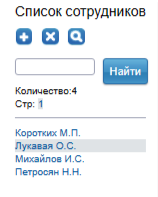 Список сотрудников
Найти
Количество:4
Стр: 1
Коротких М.П.
Лукавая О.С.
Михайлов И.С.
Петросян Н.Н.